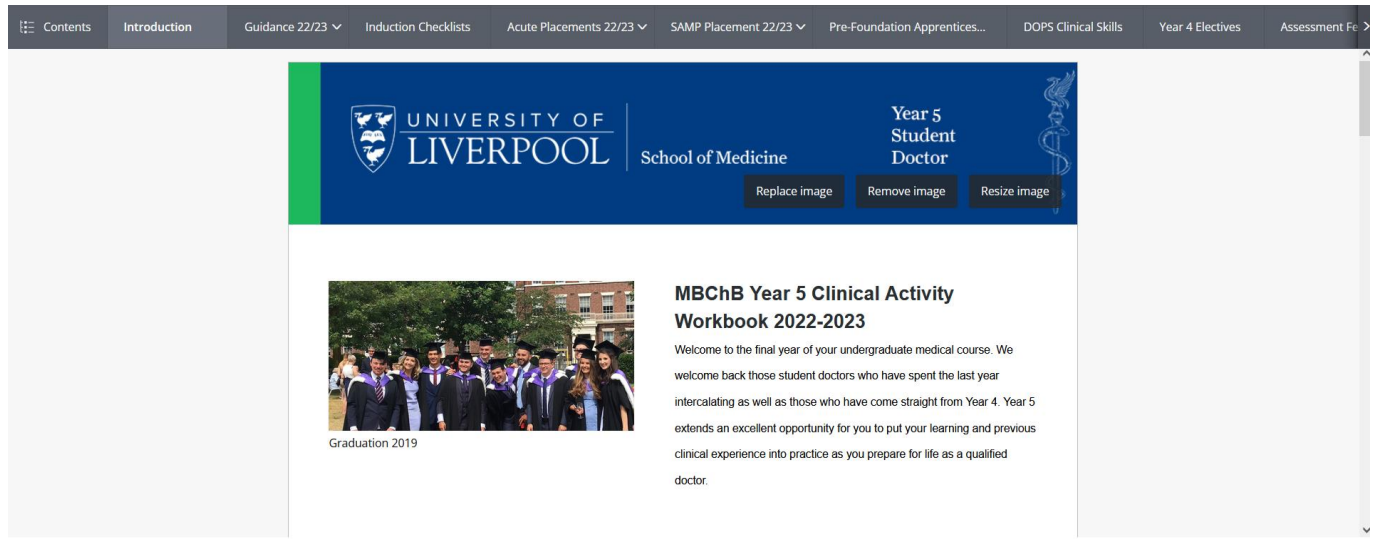 Contents Introduction Guidance 22/23 Induction Checklists Acute Placements 22/23 SAMP Placement 22/23 Pre-Foundation Apprentices... DOPS Clinical Skills Year 4 Electives Assessment Fe
UNIVERSITY OF
LIVERPOOL
School of Medicine
Year 5
Student
Doctor
Replace image Remove image Resize image
MBChB Year 5 Clinical Activity
Workbook 2022-2023
Welcome to the final year of your undergraduate medical course. We
welcome back those student doctors who have spent the last year
intercalating as well as those who have come straight from Year 4. Year 5
extends an excellent opportunity for you to put your learning and previous
clinical experience into practice as you prepare for life as a qualified
doctor.
Graduation 2019